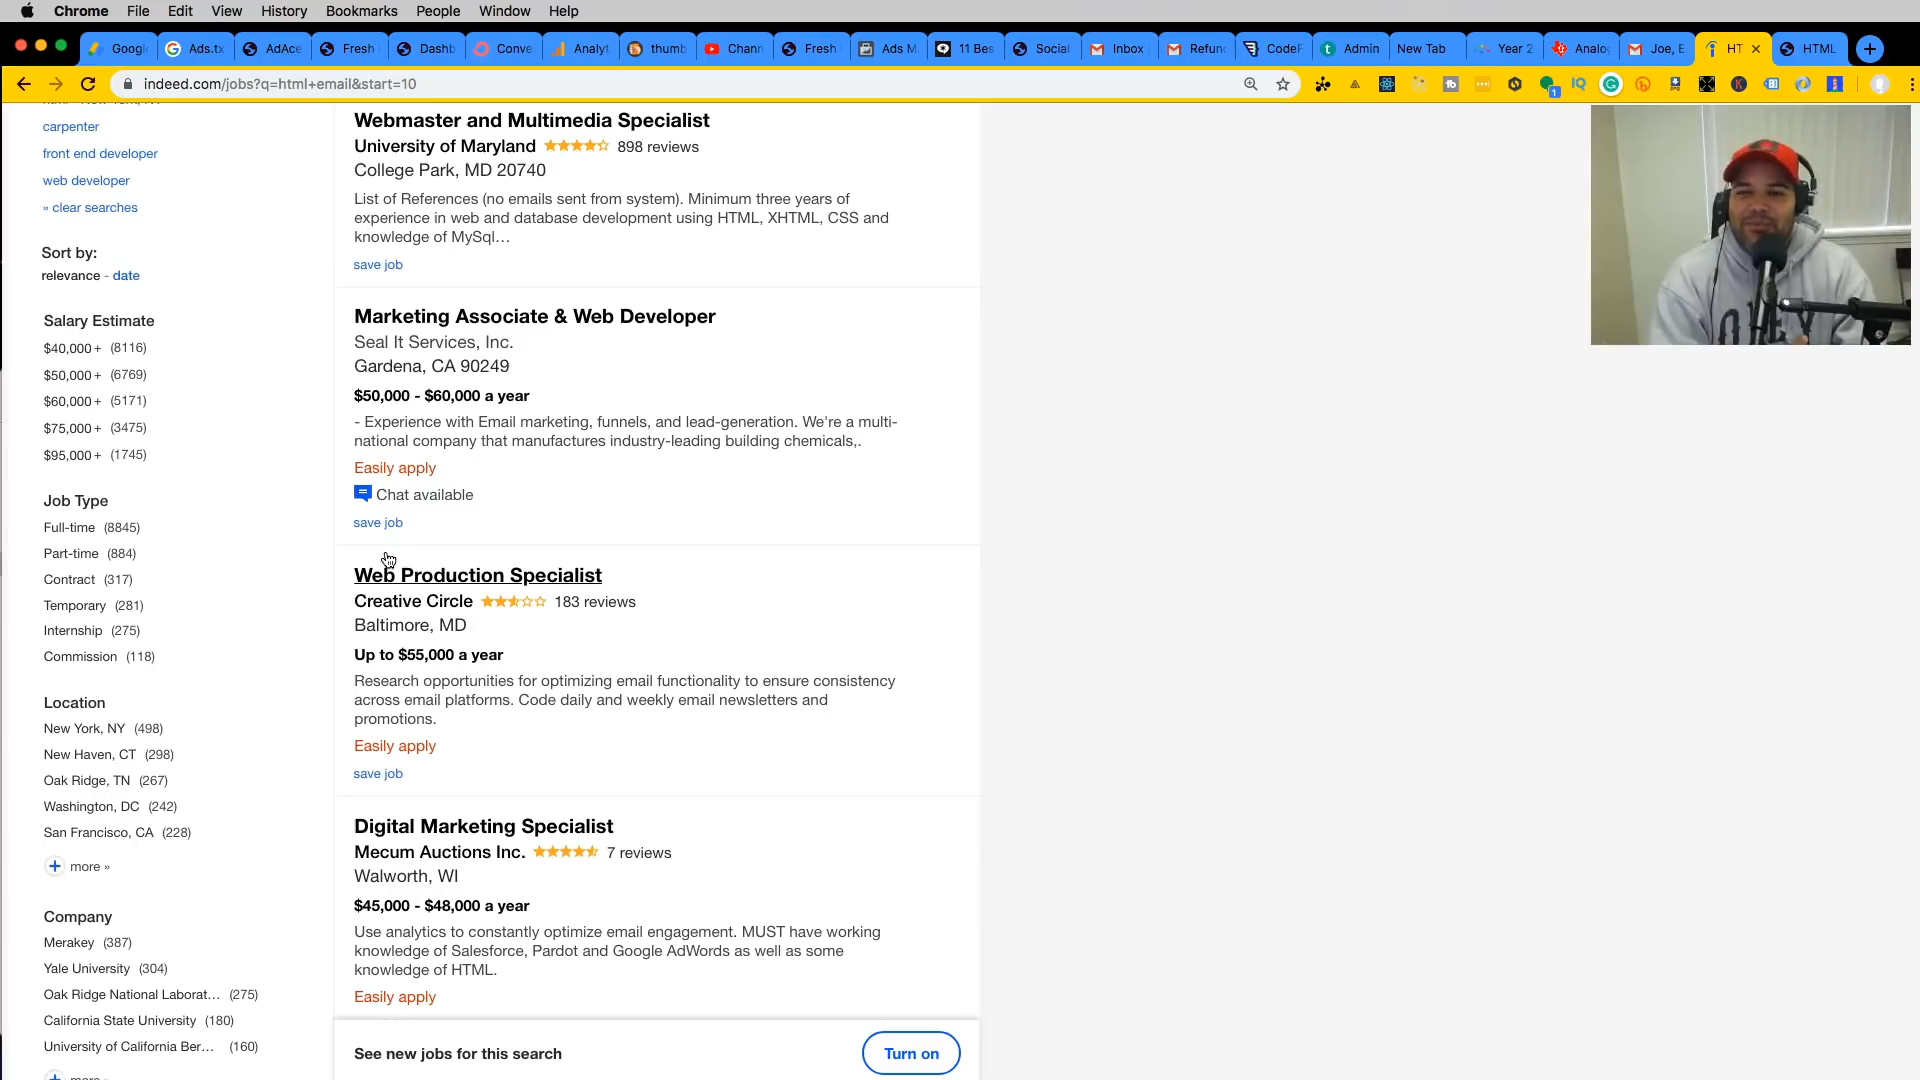 Chrome File Edit View History Bookmarks People Window Help
Googl Ads.tx AdAce Fresh Dashb Conve Analyt thumb Chann Fresh Ads M 11 Bes Social Inbox Refun CodeF Admin New Tab Year 2 Analo Joe, E HT HTML
indeed.com/jobs?q=html+email&start=10
carpenter
front end developer
web developer
» clear searches
Sort by:
relevance - date
Salary Estimate
$40,000+ (8116)
$50,000+ (6769)
$60,000+ (5171)
$75,000+ (3475)
$95,000+ (1745)
Job Type
Full-time (8845)
Part-time (884)
Contract (317)
Temporary (281)
Internship (275)
Commission (118)
Location
New York, NY (498)
New Haven, CT (298)
Oak Ridge, TN (267)
Washington, DC (242)
San Francisco, CA (228)
more »
Company
Merakey (387)
Yale University (304)
Oak Ridge National Laborat... (275)
California State University (180)
University of California Ber... (160)
more »
Webmaster and Multimedia Specialist
University of Maryland 898 reviews
College Park, MD 20740
List of References (no emails sent from system). Minimum three years of
experience in web and database development using HTML, XHTML, CSS and
knowledge of MySql...
save job
Marketing Associate & Web Developer
Seal It Services, Inc.
Gardena, CA 90249
$50,000 - $60,000 a year
- Experience with Email marketing, funnels, and lead-generation. We're a multi-
national company that manufactures industry-leading building chemicals,.
Easily apply
Chat available
save job
Web Production Specialist
Creative Circle 183 reviews
Baltimore, MD
Up to $55,000 a year
Research opportunities for optimizing email functionality to ensure consistency
across email platforms. Code daily and weekly email newsletters and
promotions.
Easily apply
save job
Digital Marketing Specialist
Mecum Auctions Inc. 7 reviews
Walworth, WI
$45,000 - $48,000 a year
Use analytics to constantly optimize email engagement. MUST have working
knowledge of Salesforce, Pardot and Google AdWords as well as some
knowledge of HTML.
Easily apply
See new jobs for this search
Turn on